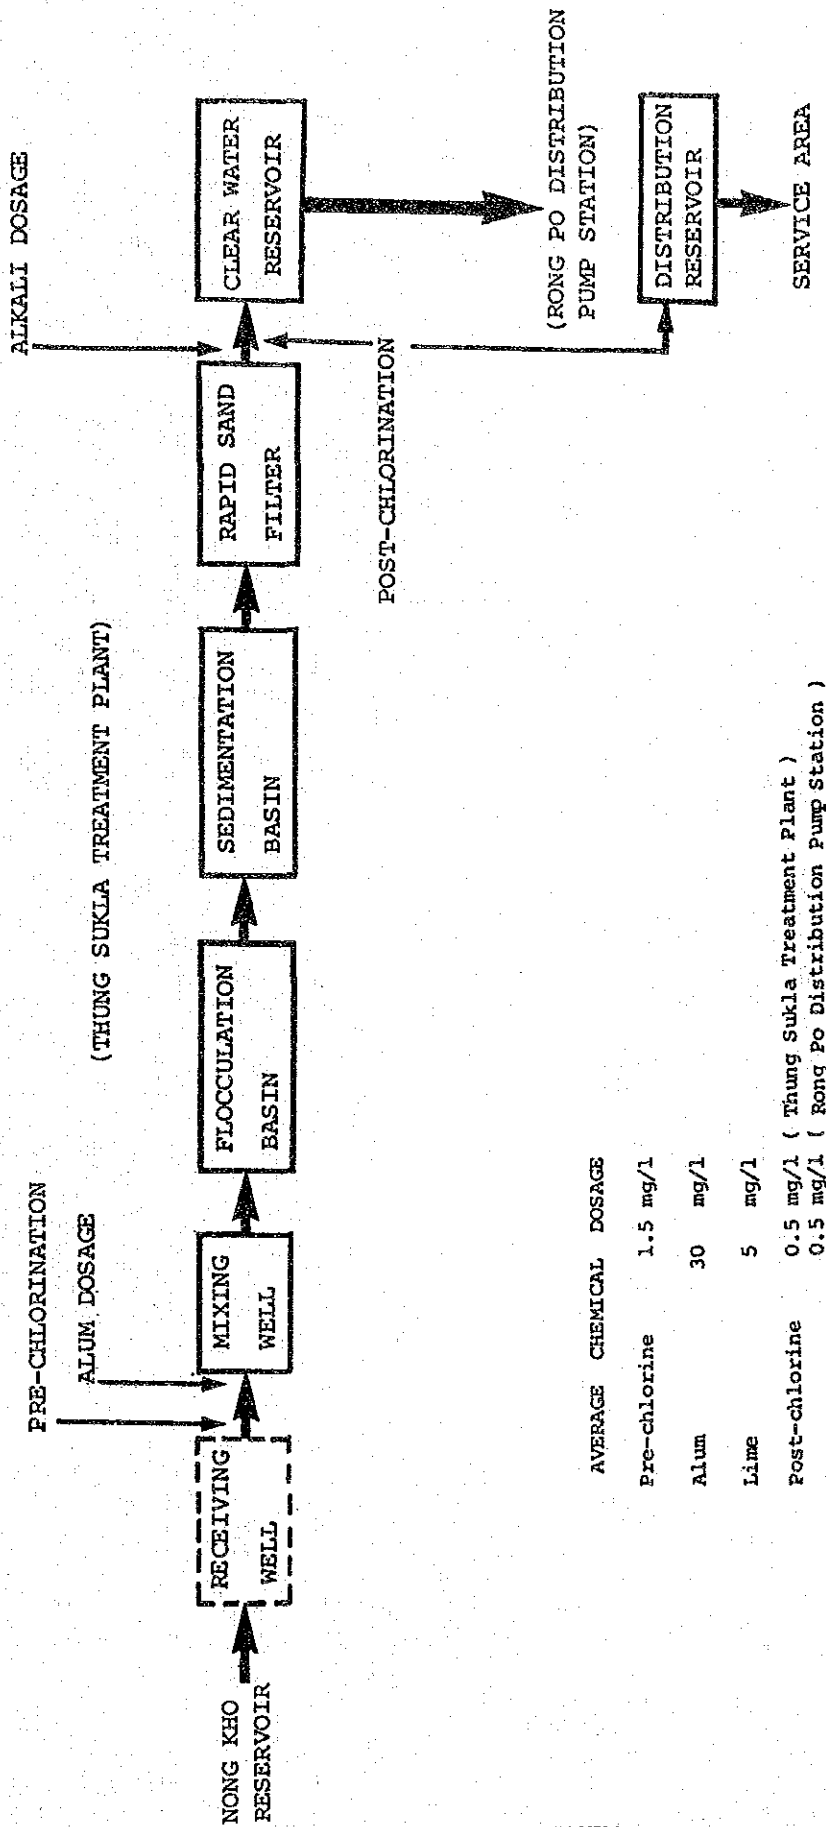 ALKALI DOSAGE
PRE-CHLORINATION
ALUM DOSAGE
(THUNG SUKLA TREATMENT PLANT)
NONG KHO
RESERVOIR
RECEIVING
WELL
MIXING
WELL
FLOCCULATION
BASIN
SEDIMENTATION
BASIN
RAPID SAND
FILTER
CLEAR WATER
RESERVOIR
POST-CHLORINATION
(RONG PO DISTRIBUTION
PUMP STATION)
DISTRIBUTION
RESERVOIR
SERVICE AREA
AVERAGE CHEMICAL DOSAGE
Pre-chlorine 1.5 mg/l
Alum 30 mg/l
Lime 5 mg/l
Post-chlorine 0.5 mg/l ( Thung Sukla Treatment Plant )
0.5 mg/l ( Rong Po Distribution Pump Station )